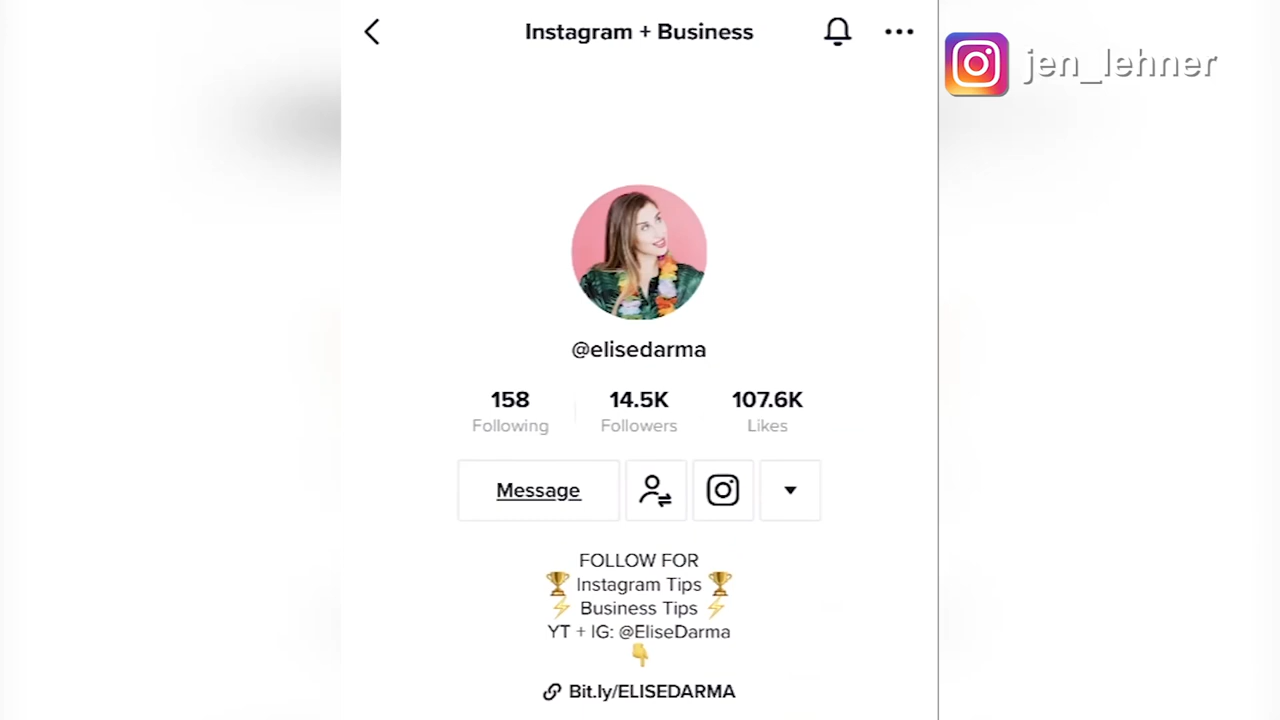 Instagram + Business
jen_lehner
@elisedarma
158 14.5K 107.6K
Following Followers Likes
Message
FOLLOW FOR
🏆 Instagram Tips 🏆
⚡ Business Tips ⚡
YT + IG: @EliseDarma
👇
Bit.ly/ELISEDARMA